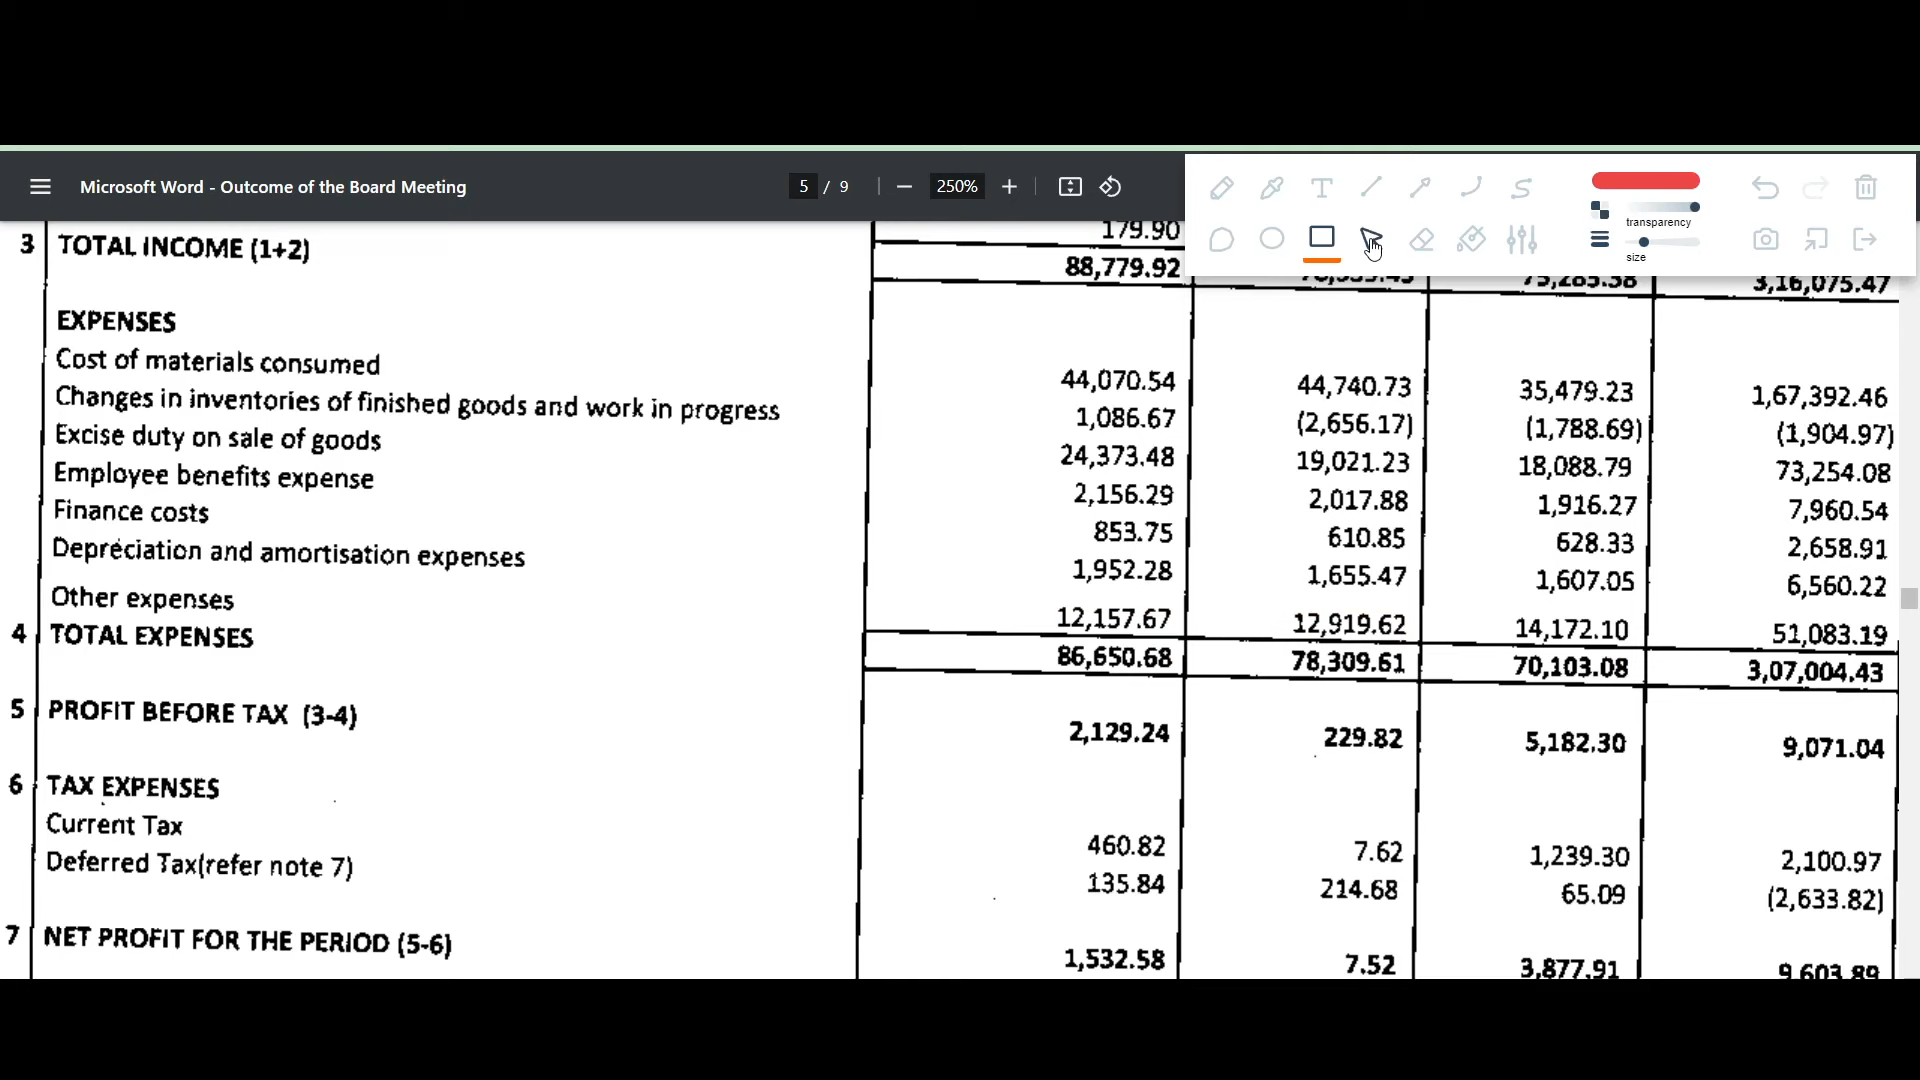 Microsoft Word - Outcome of the Board Meeting 5 / 9 250%
transparency
size
179.90
3 TOTAL INCOME (1+2) 88,779.92 75,285.38 3,16,075.47
EXPENSES
Cost of materials consumed 44,070.54 44,740.73 35,479.23 1,67,392.46
Changes in inventories of finished goods and work in progress 1,086.67 (2,656.17) (1,788.69) (1,904.97)
Excise duty on sale of goods 24,373.48 19,021.23 18,088.79 73,254.08
Employee benefits expense 2,156.29 2,017.88 1,916.27 7,960.54
Finance costs 853.75 610.85 628.33 2,658.91
Depreciation and amortisation expenses 1,952.28 1,655.47 1,607.05 6,560.22
Other expenses 12,157.67 12,919.62 14,172.10 51,083.19
4 TOTAL EXPENSES 86,650.68 78,309.61 70,103.08 3,07,004.43
5 PROFIT BEFORE TAX (3-4) 2,129.24 229.82 5,182.30 9,071.04
6 TAX EXPENSES
Current Tax 460.82 7.62 1,239.30 2,100.97
Deferred Tax(refer note 7) 135.84 214.68 65.09 (2,633.82)
7 NET PROFIT FOR THE PERIOD (5-6) 1,532.58 7.52 3,877.91 9,603.89